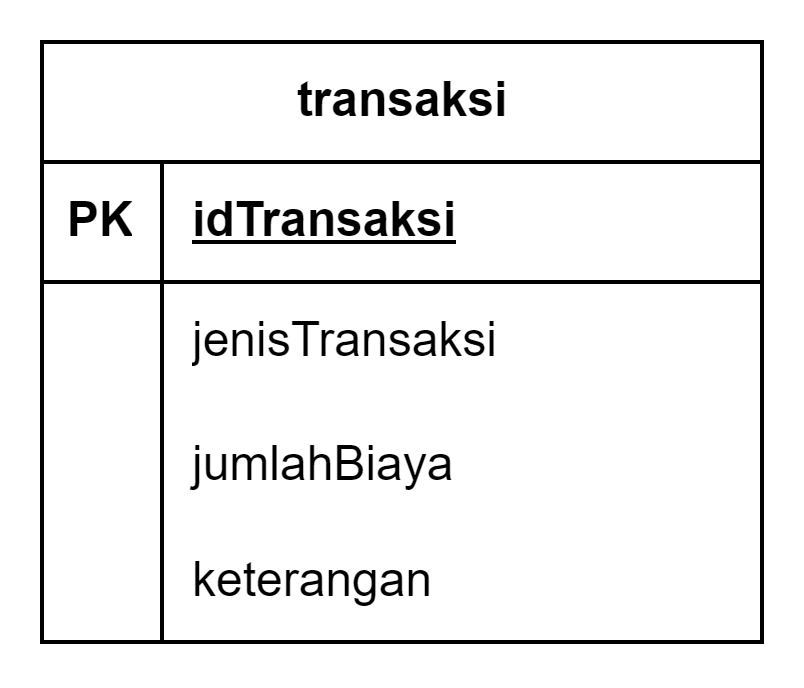 transaksi
PK idTransaksi
jenisTransaksi
jumlahBiaya
keterangan